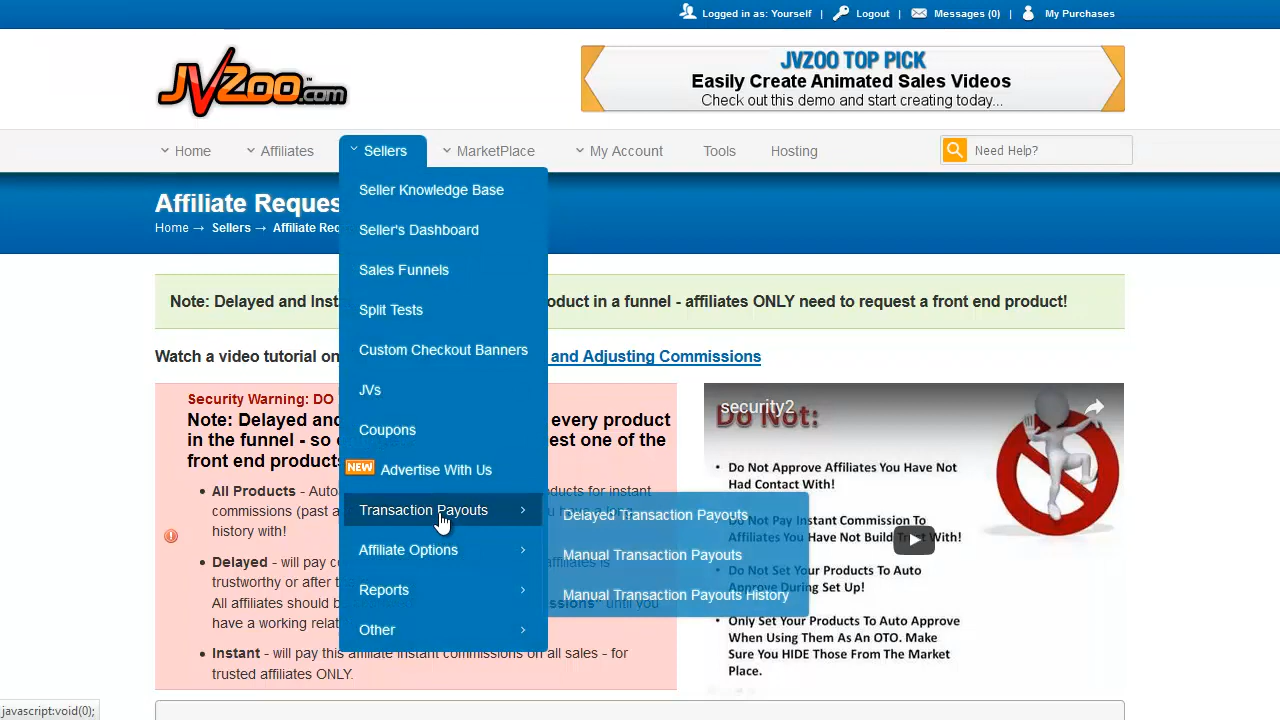 Logged in as: Yourself | Logout | Messages (0) | My Purchases
JVZoo.com™
JVZOO TOP PICK
Easily Create Animated Sales Videos
Check out this demo and start creating today...
Home Affiliates Sellers MarketPlace My Account Tools Hosting
Need Help?
Affiliate Reques
Home → Sellers → Affiliate Req
Seller Knowledge Base
Seller's Dashboard
Sales Funnels
Split Tests
Custom Checkout Banners
JVs
Coupons
NEW Advertise With Us
Transaction Payouts
Affiliate Options
Reports
Other
Delayed Transaction Payouts
Manual Transaction Payouts
Manual Transaction Payouts History
Note: Delayed and Inst oduct in a funnel - affiliates ONLY need to request a front end product!
Watch a video tutorial on and Adjusting Commissions
Security Warning: DO
Note: Delayed and every product
in the funnel - so est one of the
front end products
All Products - Auto oducts for instant
commissions (past a a long
history with!
Delayed - will pay co affiliates is
trustworthy or after t
All affiliates should b ssions" until you
have a working relat
Instant - will pay this affiliate instant commissions on all sales - for
trusted affiliates ONLY.
security2
Do Not:
Do Not Approve Affiliates You Have Not
Had Contact With!
Do Not Pay Instant Commission To
Affiliates You Have Not Build Trust With!
Do Not Set Your Products To Auto
Approve During Set Up!
Only Set Your Products To Auto Approve
When Using Them As An OTO. Make
Sure You HIDE Those From The Market
Place.
javascript:void(0);